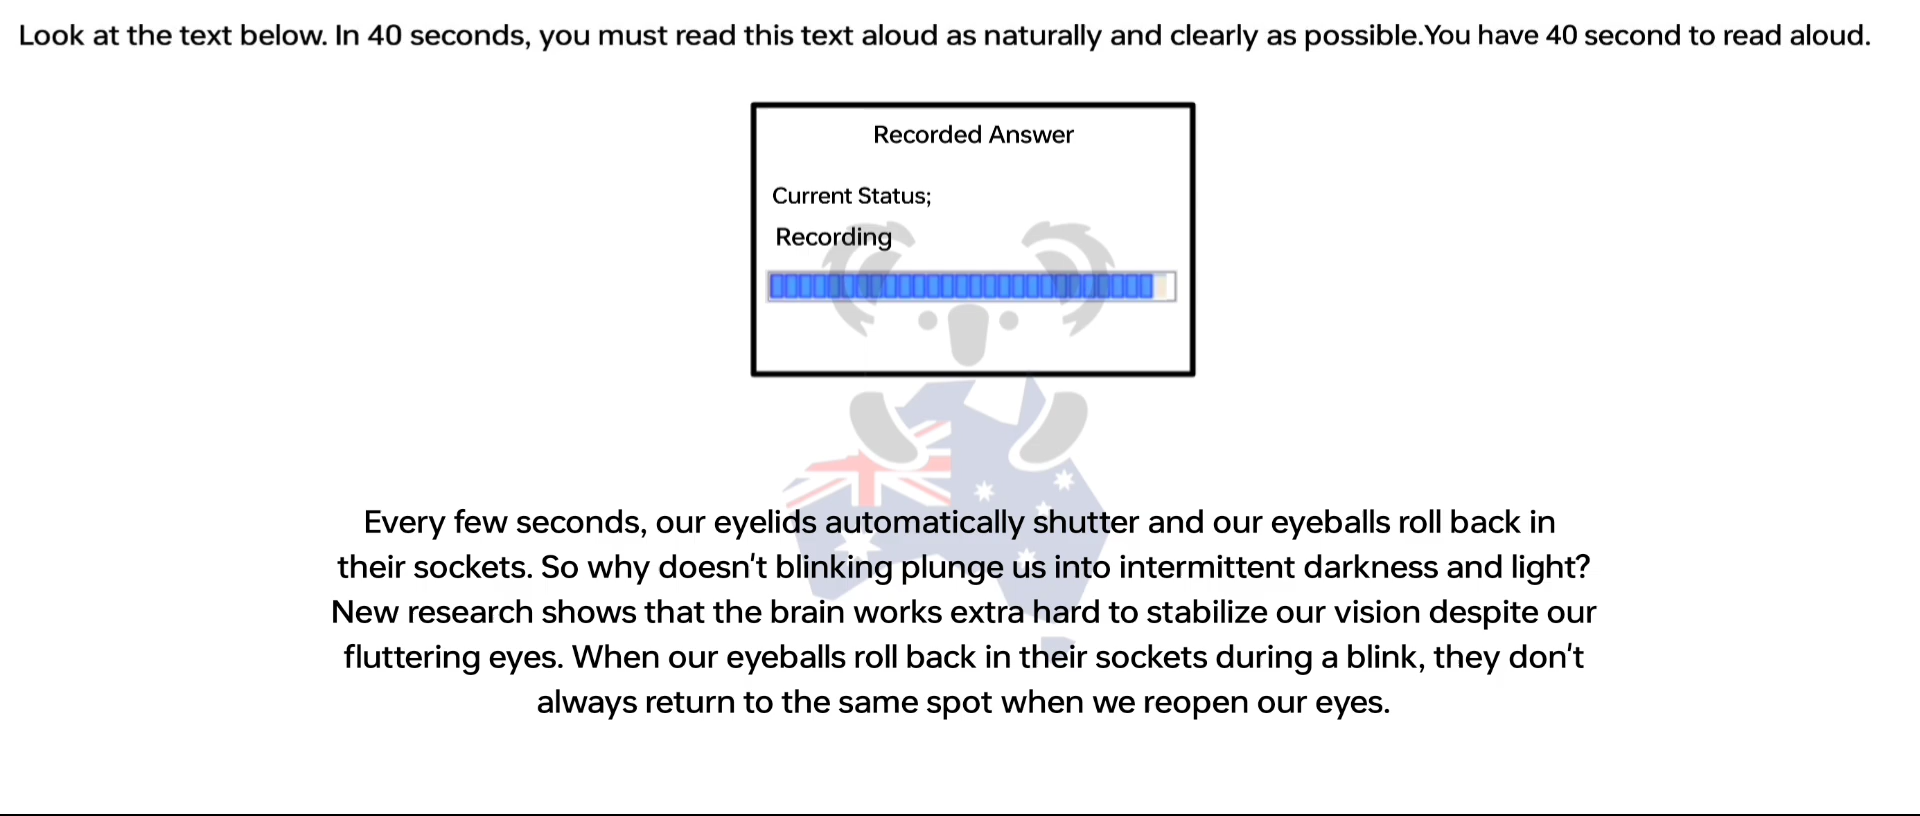 Look at the text below. In 40 seconds, you must read this text aloud as naturally and clearly as possible.You have 40 second to read aloud.
Recorded Answer
Current Status;
Recording
Every few seconds, our eyelids automatically shutter and our eyeballs roll back in
their sockets. So why doesn't blinking plunge us into intermittent darkness and light?
New research shows that the brain works extra hard to stabilize our vision despite our
fluttering eyes. When our eyeballs roll back in their sockets during a blink, they don't
always return to the same spot when we reopen our eyes.